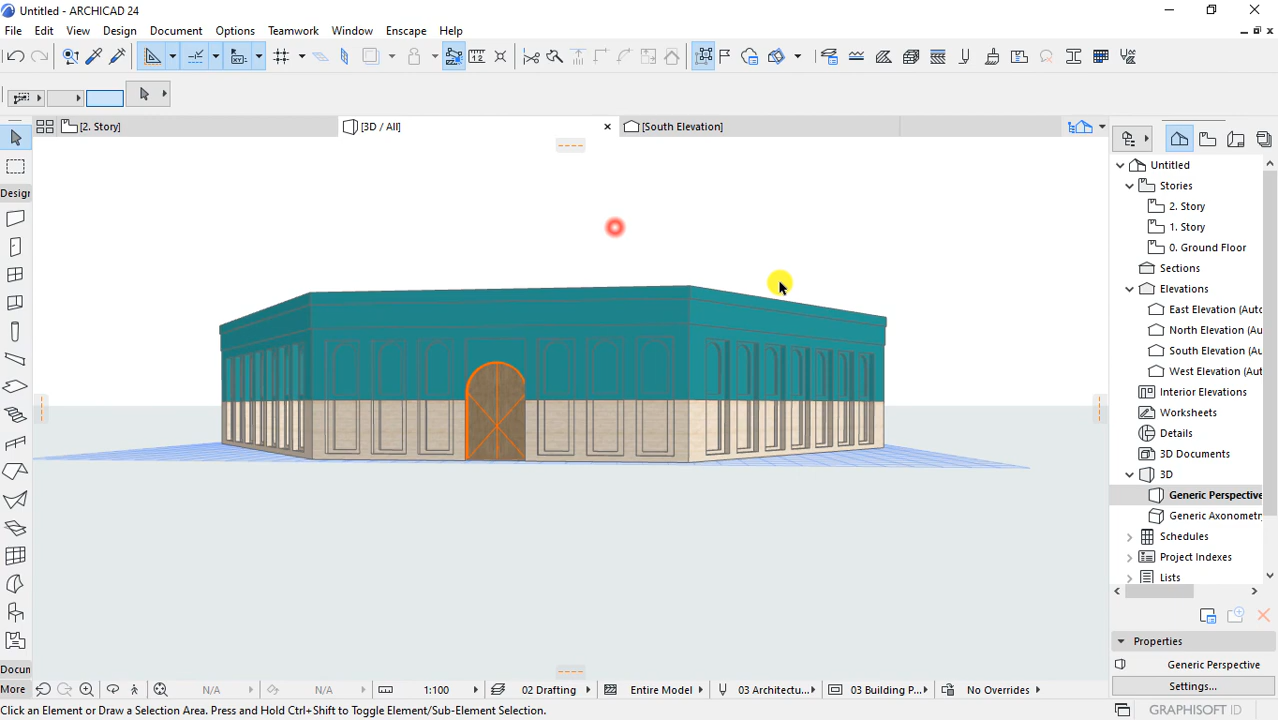 Untitled - ARCHICAD 24
File Edit View Design Document Options Teamwork Window Enscape Help
[2. Story]
[3D / All]
[South Elevation]
Design
Untitled
Stories
2. Story
1. Story
0. Ground Floor
Sections
Elevations
East Elevation (Aut
North Elevation (Au
South Elevation (Au
West Elevation (Aut
Interior Elevations
Worksheets
Details
3D Documents
3D
Generic Perspective
Generic Axonometr
Schedules
Project Indexes
Lists
Properties
Generic Perspective
Settings...
Docun
More
N/A
N/A
1:100
02 Drafting
Entire Model
03 Architectu...
03 Building P...
No Overrides
Click an Element or Draw a Selection Area. Press and Hold Ctrl+Shift to Toggle Element/Sub-Element Selection.
GRAPHISOFT ID